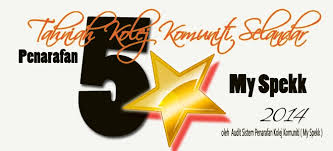 Tahniah Kolej Komuniti Selandar
Penarafan
5
My Spekk
2014
oleh Audit Sistem Penarafan Kolej Komuniti ( My Spekk )